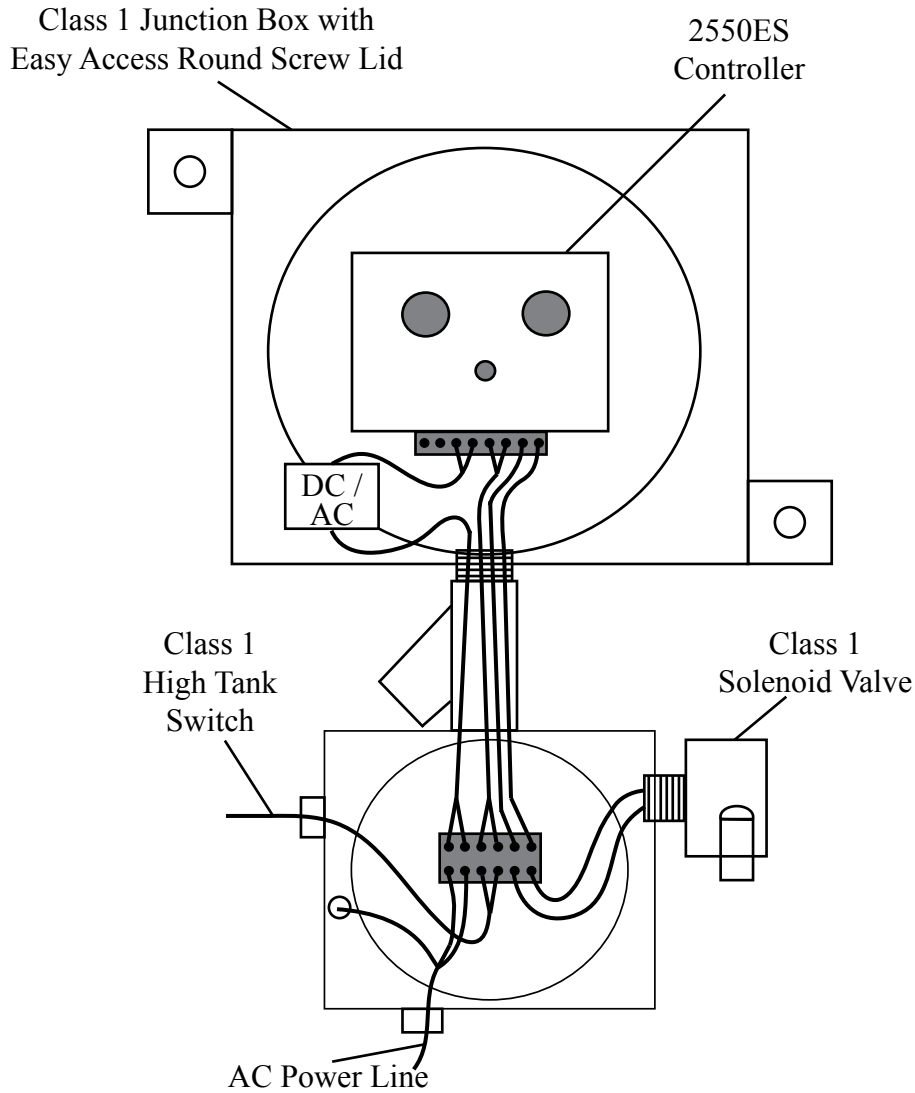 Class 1 Junction Box with
Easy Access Round Screw Lid
2550ES
Controller
DC /
AC
Class 1
High Tank
Switch
Class 1
Solenoid Valve
AC Power Line